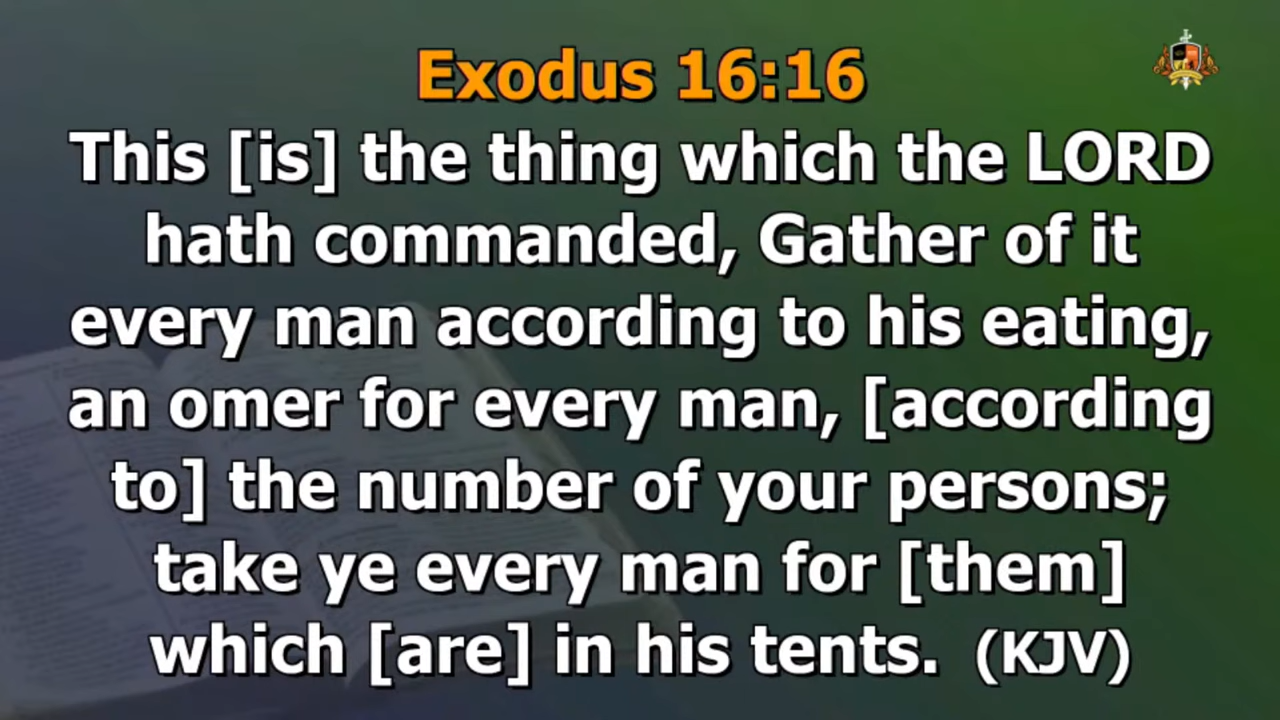 Exodus 16:16
This [is] the thing which the LORD
hath commanded, Gather of it
every man according to his eating,
an omer for every man, [according
to] the number of your persons;
take ye every man for [them]
which [are] in his tents. (KJV)